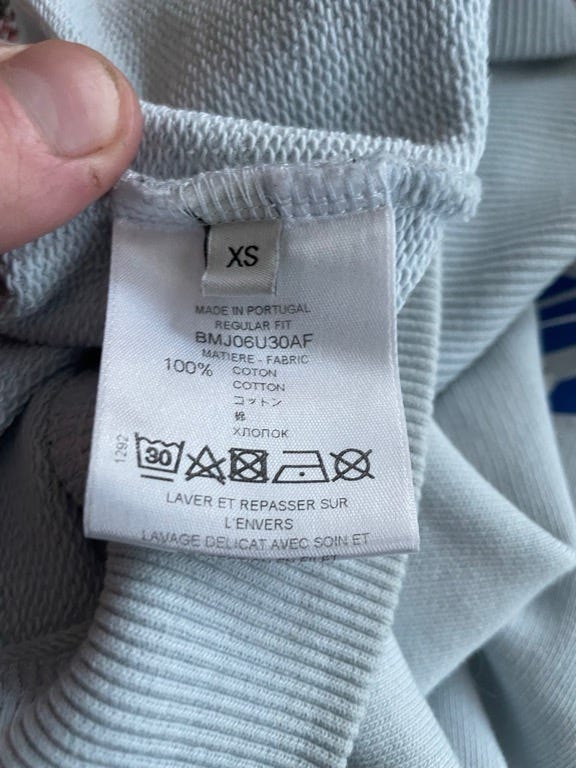 XS
MADE IN PORTUGAL
REGULAR FIT
BMJ06U30AF
MATIERE - FABRIC
100% COTON
COTTON
コットン
棉
ХЛОПОК
1292
30
LAVER ET REPASSER SUR
L'ENVERS
LAVAGE DELICAT AVEC SOIN ET